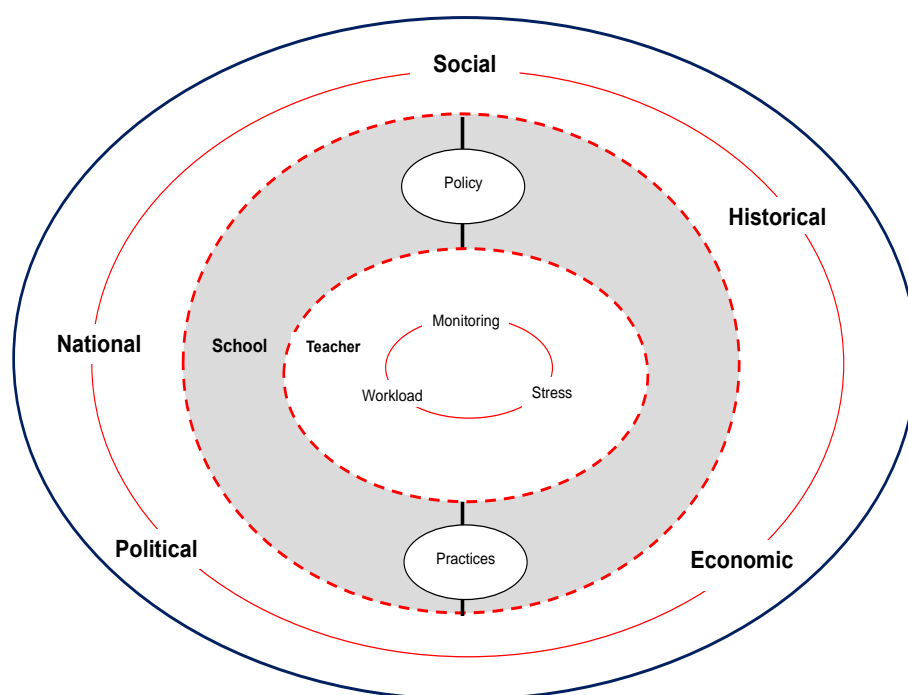 Social
Policy
Historical
Monitoring
National
School
Teacher
Workload
Stress
Political
Practices
Economic